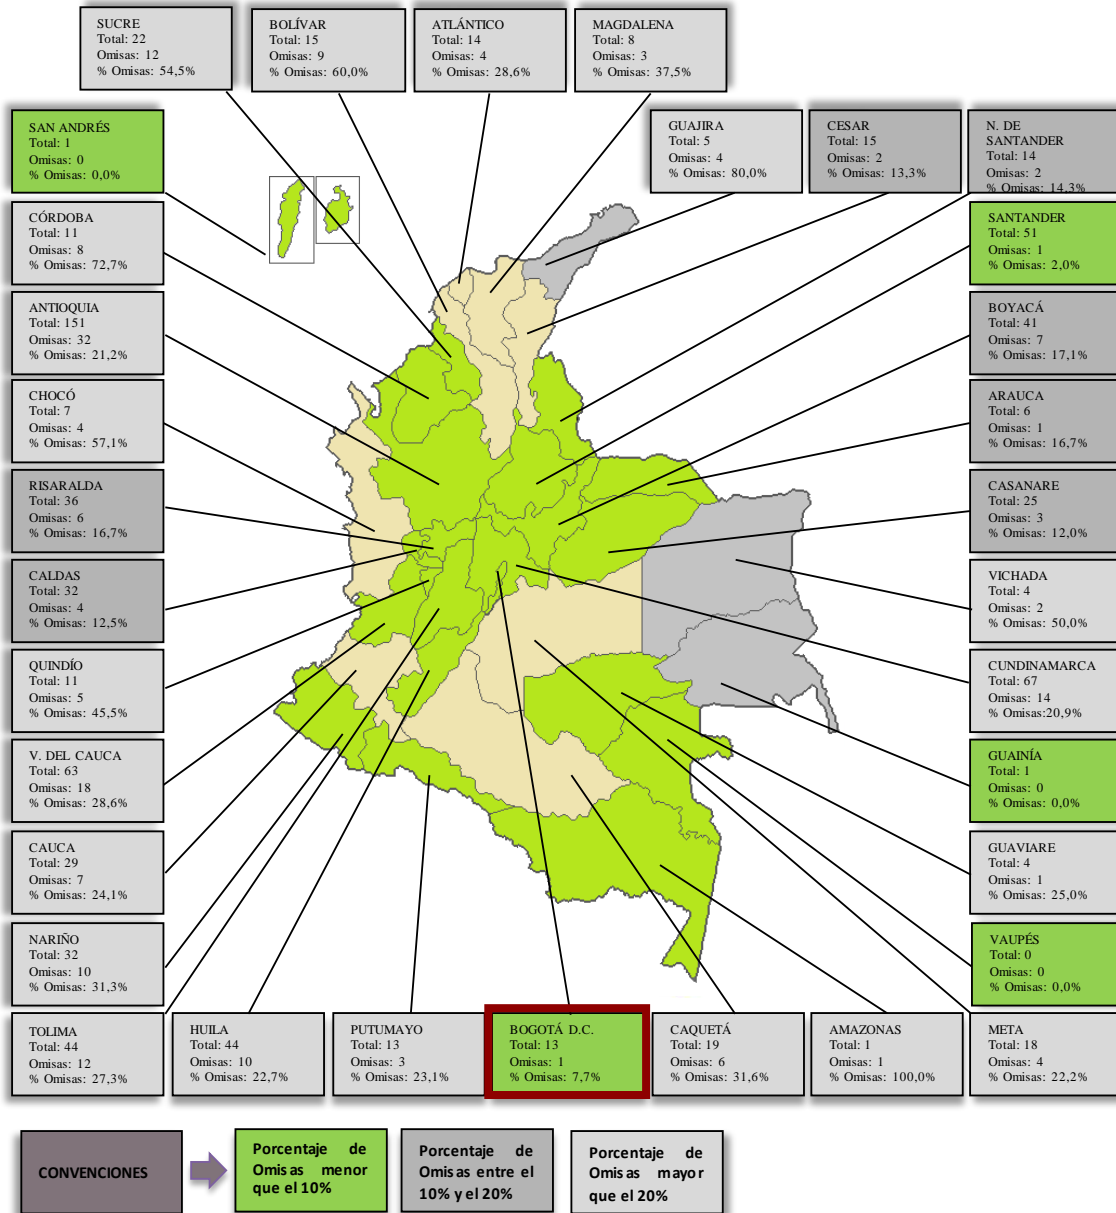 SUCRE
Total: 22
Omisas: 12
% Omisas: 54,5%
BOLÍVAR
Total: 15
Omisas: 9
% Omisas: 60,0%
ATLÁNTICO
Total: 14
Omisas: 4
% Omisas: 28,6%
MAGDALENA
Total: 8
Omisas: 3
% Omisas: 37,5%
SAN ANDRÉS
Total: 1
Omisas: 0
% Omisas: 0,0%
GUAJIRA
Total: 5
Omisas: 4
% Omisas: 80,0%
CESAR
Total: 15
Omisas: 2
% Omisas: 13,3%
N. DE
SANTANDER
Total: 14
Omisas: 2
% Omisas: 14,3%
CÓRDOBA
Total: 11
Omisas: 8
% Omisas: 72,7%
SANTANDER
Total: 51
Omisas: 1
% Omisas: 2,0%
ANTIOQUIA
Total: 151
Omisas: 32
% Omisas: 21,2%
BOYACÁ
Total: 41
Omisas: 7
% Omisas: 17,1%
CHOCÓ
Total: 7
Omisas: 4
% Omisas: 57,1%
ARAUCA
Total: 6
Omisas: 1
% Omisas: 16,7%
RISARALDA
Total: 36
Omisas: 6
% Omisas: 16,7%
CASANARE
Total: 25
Omisas: 3
% Omisas: 12,0%
CALDAS
Total: 32
Omisas: 4
% Omisas: 12,5%
VICHADA
Total: 4
Omisas: 2
% Omisas: 50,0%
QUINDÍO
Total: 11
Omisas: 5
% Omisas: 45,5%
CUNDINAMARCA
Total: 67
Omisas: 14
% Omisas:20,9%
V. DEL CAUCA
Total: 63
Omisas: 18
% Omisas: 28,6%
GUAINÍA
Total: 1
Omisas: 0
% Omisas: 0,0%
CAUCA
Total: 29
Omisas: 7
% Omisas: 24,1%
GUAVIARE
Total: 4
Omisas: 1
% Omisas: 25,0%
NARIÑO
Total: 32
Omisas: 10
% Omisas: 31,3%
VAUPÉS
Total: 0
Omisas: 0
% Omisas: 0,0%
TOLIMA
Total: 44
Omisas: 12
% Omisas: 27,3%
HUILA
Total: 44
Omisas: 10
% Omisas: 22,7%
PUTUMAYO
Total: 13
Omisas: 3
% Omisas: 23,1%
BOGOTÁ D.C.
Total: 13
Omisas: 1
% Omisas: 7,7%
CAQUETÁ
Total: 19
Omisas: 6
% Omisas: 31,6%
AMAZONAS
Total: 1
Omisas: 1
% Omisas: 100,0%
META
Total: 18
Omisas: 4
% Omisas: 22,2%
CONVENCIONES
Porcentaje de
Omisas menor
que el 10%
Porcentaje de
Omisas entre el
10% y el 20%
Porcentaje de
Omisas mayor
que el 20%